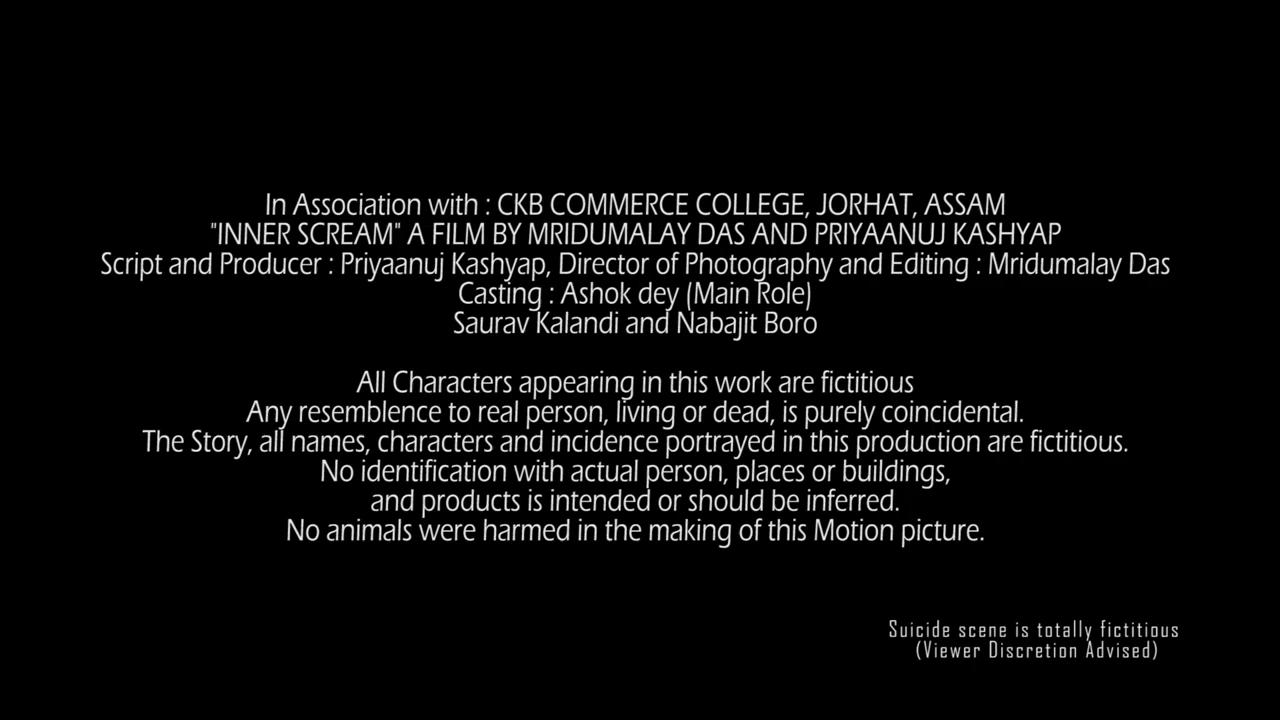 In Association with : CKB COMMERCE COLLEGE, JORHAT, ASSAM
"INNER SCREAM" A FILM BY MRIDUMALAY DAS AND PRIYAANUJ KASHYAP
Script and Producer : Priyaanuj Kashyap, Director of Photography and Editing : Mridumalay Das
Casting : Ashok dey (Main Role)
Saurav Kalandi and Nabajit Boro
All Characters appearing in this work are fictitious
Any resemblence to real person, living or dead, is purely coincidental.
The Story, all names, characters and incidence portrayed in this production are fictitious.
No identification with actual person, places or buildings,
and products is intended or should be inferred.
No animals were harmed in the making of this Motion picture.
Suicide scene is totally fictitious
(Viewer Discretion Advised)